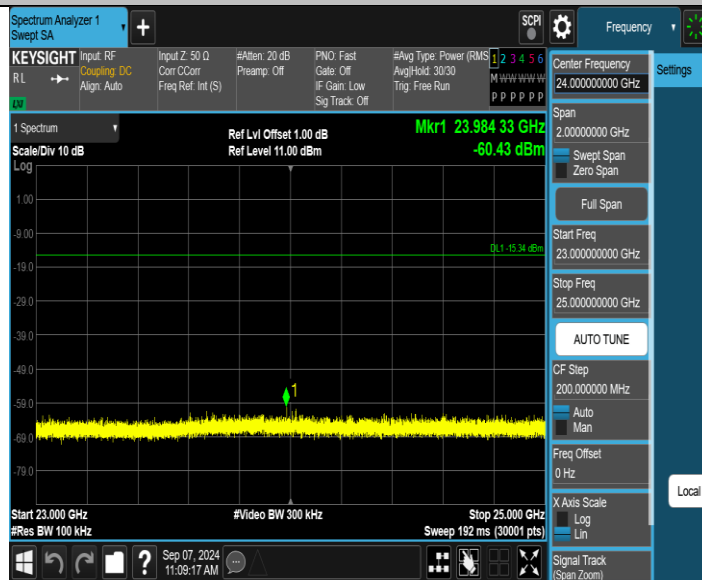 Spectrum Analyzer 1
Swept SA
SCPI
Frequency
KEYSIGHT
RL
LXI
Input: RF
Coupling: DC
Align: Auto
Input Z: 50 Ω
Corr CCorr
Freq Ref: Int (S)
#Atten: 20 dB
Preamp: Off
PNO: Fast
Gate: Off
IF Gain: Low
Sig Track: Off
#Avg Type: Power (RMS
Avg|Hold: 30/30
Trig: Free Run
1 2 3 4 5 6
M W W W W W
P P P P P P
1 Spectrum
Scale/Div 10 dB
Log
Ref Lvl Offset 1.00 dB
Ref Level 11.00 dBm
Mkr1 23.984 33 GHz
-60.43 dBm
1.00
-9.00
DL1 -15.34 dBm
-19.0
-29.0
-39.0
-49.0
1
-59.0
-69.0
-79.0
Start 23.000 GHz
#Res BW 100 kHz
#Video BW 300 kHz
Stop 25.000 GHz
Sweep 192 ms (30001 pts)
Sep 07, 2024
11:09:17 AM
Center Frequency
24.000000000 GHz
Settings
Span
2.00000000 GHz
Swept Span
Zero Span
Full Span
Start Freq
23.000000000 GHz
Stop Freq
25.000000000 GHz
AUTO TUNE
CF Step
200.000000 MHz
Auto
Man
Freq Offset
0 Hz
Local
X Axis Scale
Log
Lin
Signal Track
(Span Zoom)